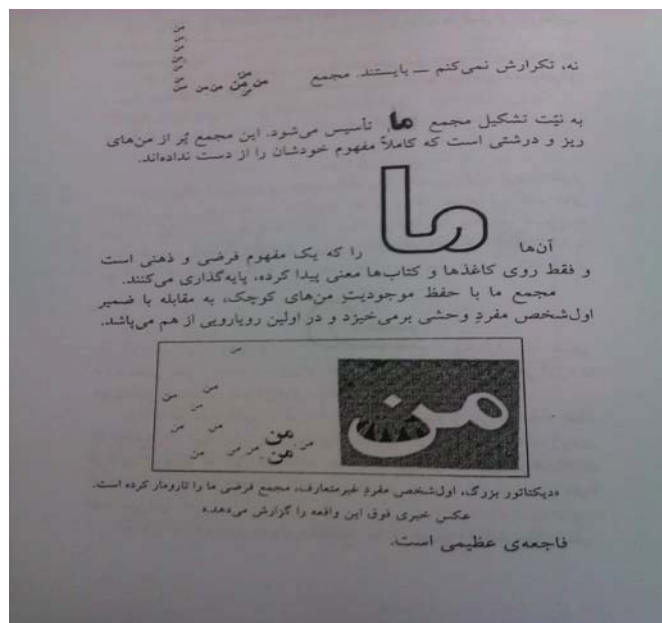 من
من
من
من
من
من
نه، تکرارش نمی‌کنم ــ بایستند. مجمع من من من من من من من
به نیّت تشکیل مجمع ما تأسیس می‌شود. این مجمع پُر از من‌های
ریز و درشتی است که کاملاً مفهوم خودشان را از دست نداده‌اند.
آن‌ها ما را که یک مفهوم فرضی و ذهنی است
و فقط روی کاغذها و کتاب‌ها معنی پیدا کرده، پایه‌گذاری می‌کنند.
مجمع ما با حفظ موجودیتِ من‌های کوچک، به مقابله با ضمیر
اول‌شخص مفردِ وحشی برمی‌خیزد و در اولین رویارویی از هم می‌پاشد.
من
من
من من
من
من من من
من من من من من
من
«دیکتاتور بزرگ، اول‌شخص مفردِ غیرمتعارف، مجمع فرضی ما را تارومار کرده است.
عکس خبری فوق این واقعه را گزارش می‌دهد.»
فاجعه‌ی عظیمی است.